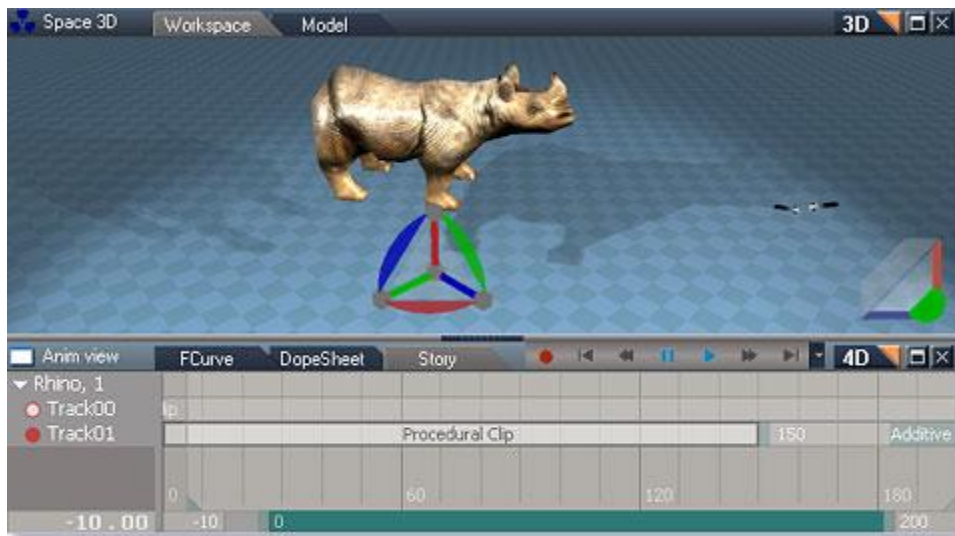 Space 3D Workspace Model 3D
Anim view FCurve DopeSheet Story 4D
Rhino, 1
Track00
Track01 Procedural Clip 150 Additive
0 60 120 180
-10.00 -10 0 200